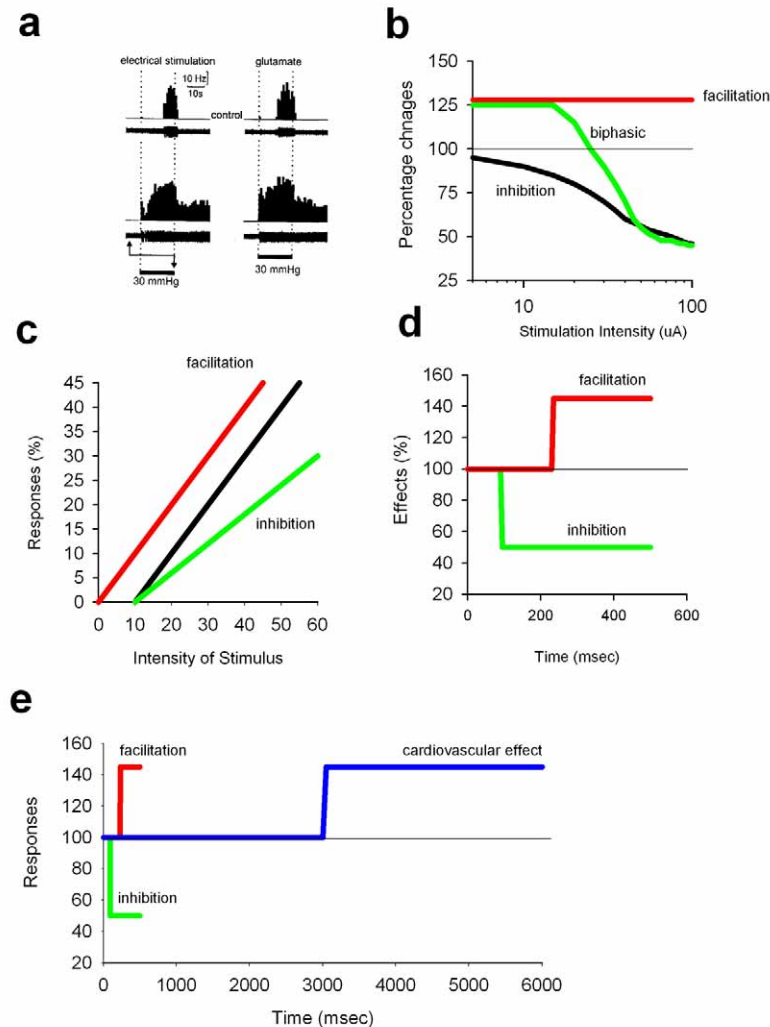 a
electrical stimulation
glutamate
10 Hz
10s
control
30 mmHg
30 mmHg
b
Percentage chnages
125
100
75
50
25
facilitation
biphasic
inhibition
10
100
Stimulation Intensity (uA)
c
Responses (%)
45
40
35
30
25
20
15
10
5
0
facilitation
inhibition
0 10 20 30 40 50 60
Intensity of Stimulus
d
Effects (%)
160
140
120
100
80
60
40
20
facilitation
inhibition
0 200 400 600
Time (msec)
e
Responses
160
140
120
100
80
60
40
20
facilitation
cardiovascular effect
inhibition
0 1000 2000 3000 4000 5000 6000
Time (msec)